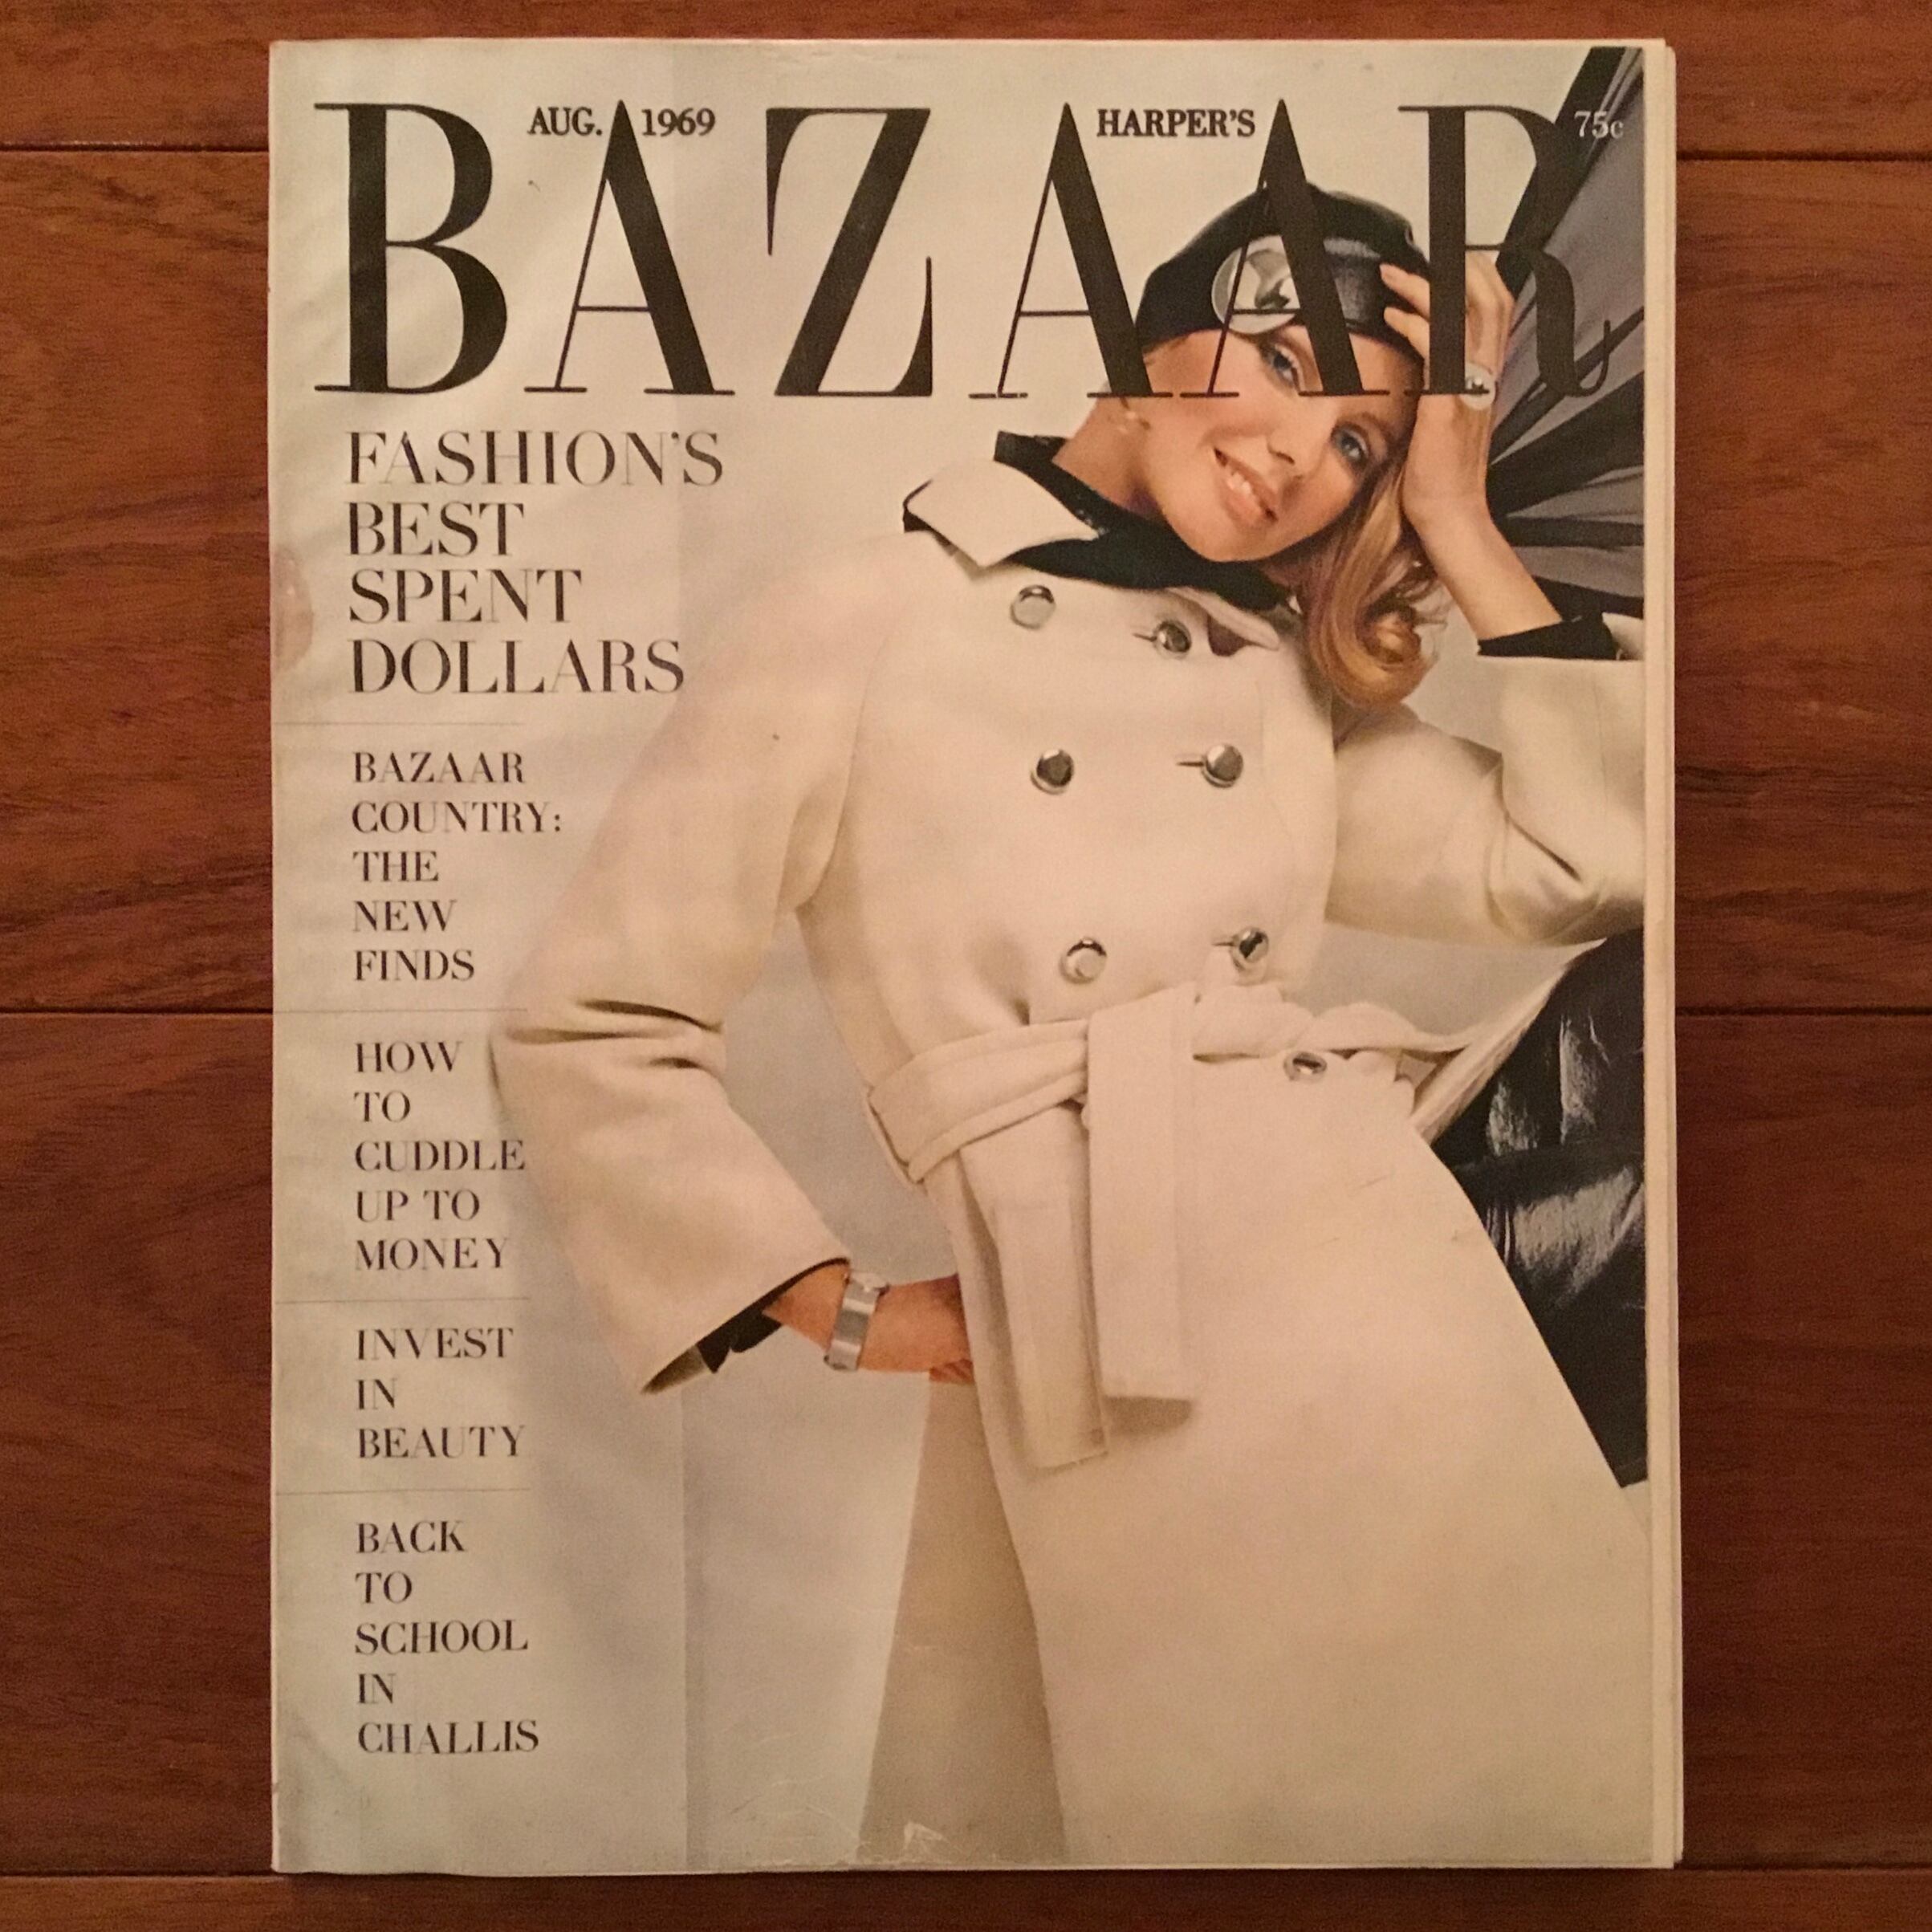 AUG. 1969 HARPER'S 75c
BAZAAR
FASHION'S
BEST
SPENT
DOLLARS
BAZAAR
COUNTRY:
THE
NEW
FINDS
HOW
TO
CUDDLE
UP TO
MONEY
INVEST
IN
BEAUTY
BACK
TO
SCHOOL
IN
CHALLIS